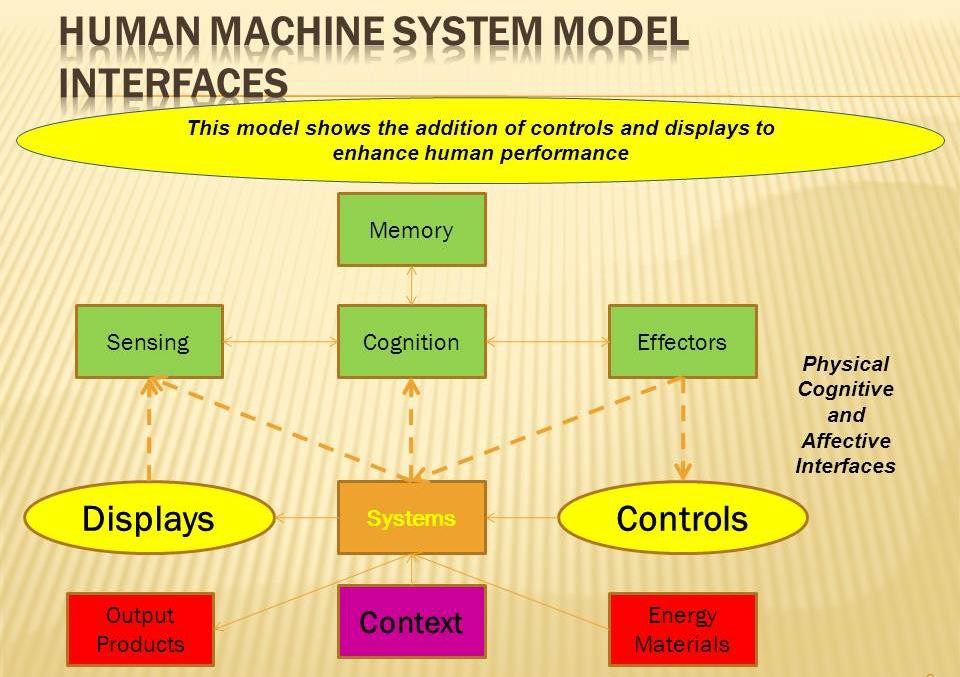 HUMAN MACHINE SYSTEM MODEL
INTERFACES
This model shows the addition of controls and displays to
enhance human performance
Memory
Sensing
Cognition
Effectors
Physical
Cognitive
and
Affective
Interfaces
Displays
Systems
Controls
Output
Products
Context
Energy
Materials